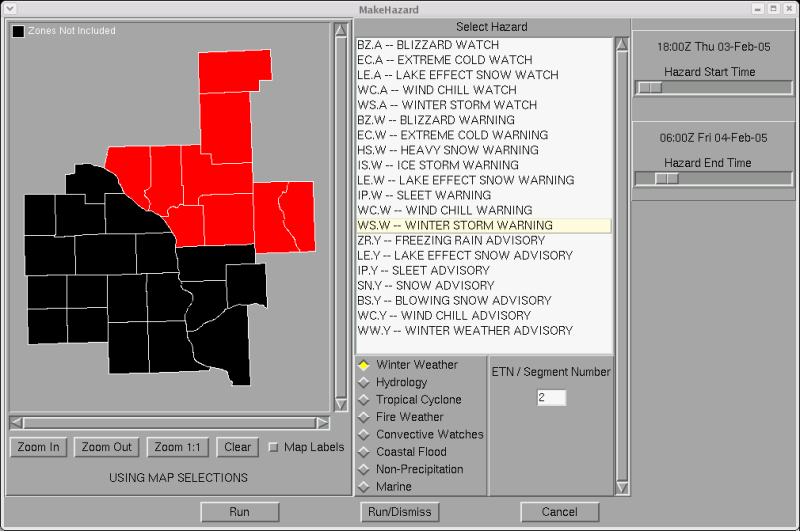 MakeHazard
Zones Not Included
Select Hazard
BZ.A -- BLIZZARD WATCH
EC.A -- EXTREME COLD WATCH
LE.A -- LAKE EFFECT SNOW WATCH
WC.A -- WIND CHILL WATCH
WS.A -- WINTER STORM WATCH
BZ.W -- BLIZZARD WARNING
EC.W -- EXTREME COLD WARNING
HS.W -- HEAVY SNOW WARNING
IS.W -- ICE STORM WARNING
LE.W -- LAKE EFFECT SNOW WARNING
IP.W -- SLEET WARNING
WC.W -- WIND CHILL WARNING
WS.W -- WINTER STORM WARNING
ZR.Y -- FREEZING RAIN ADVISORY
LE.Y -- LAKE EFFECT SNOW ADVISORY
IP.Y -- SLEET ADVISORY
SN.Y -- SNOW ADVISORY
BS.Y -- BLOWING SNOW ADVISORY
WC.Y -- WIND CHILL ADVISORY
WW.Y -- WINTER WEATHER ADVISORY
18:00Z Thu 03-Feb-05
Hazard Start Time
06:00Z Fri 04-Feb-05
Hazard End Time
Winter Weather
Hydrology
Tropical Cyclone
Fire Weather
Convective Watches
Coastal Flood
Non-Precipitation
Marine
ETN / Segment Number
2
Zoom In
Zoom Out
Zoom 1:1
Clear
Map Labels
USING MAP SELECTIONS
Run
Run/Dismiss
Cancel